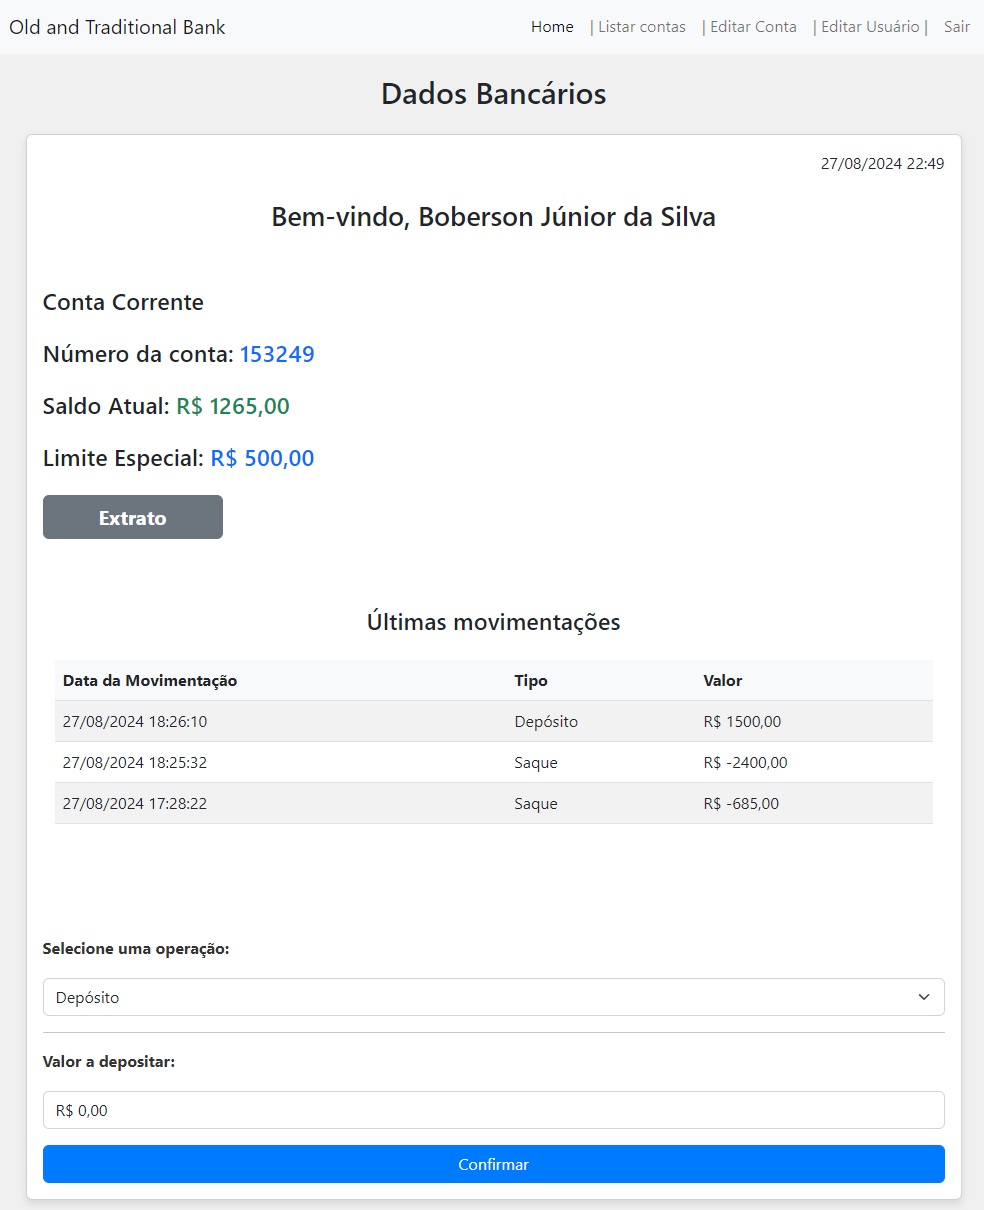 Old and Traditional Bank Home | Listar contas | Editar Conta | Editar Usuário | Sair
Dados Bancários
27/08/2024 22:49
Bem-vindo, Boberson Júnior da Silva
Conta Corrente
Número da conta: 153249
Saldo Atual: R$ 1265,00
Limite Especial: R$ 500,00
Extrato
Últimas movimentações
Data da Movimentação Tipo Valor
27/08/2024 18:26:10 Depósito R$ 1500,00
27/08/2024 18:25:32 Saque R$ -2400,00
27/08/2024 17:28:22 Saque R$ -685,00
Selecione uma operação:
Depósito
Valor a depositar:
R$ 0,00
Confirmar